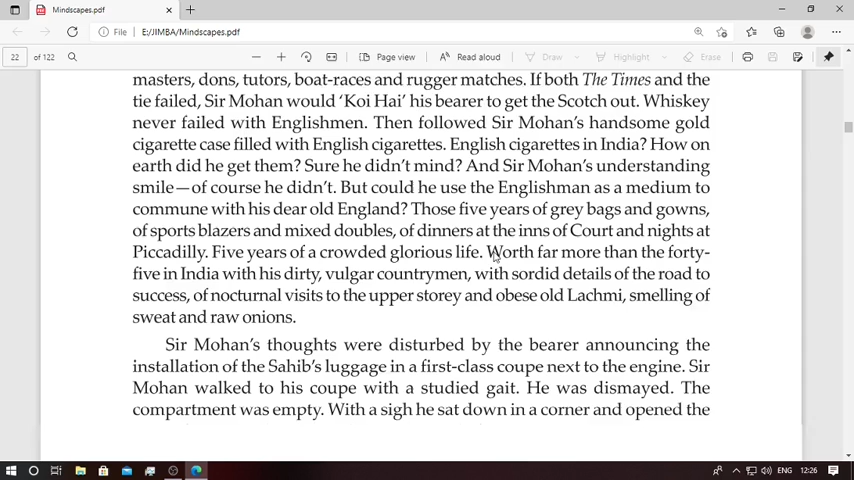 Mindscapes.pdf
File E:/JIMBA/Mindscapes.pdf
22 of 122 Page view Read aloud Draw Highlight Erase
masters, dons, tutors, boat-races and rugger matches. If both The Times and the
tie failed, Sir Mohan would ‘Koi Hai’ his bearer to get the Scotch out. Whiskey
never failed with Englishmen. Then followed Sir Mohan’s handsome gold
cigarette case filled with English cigarettes. English cigarettes in India? How on
earth did he get them? Sure he didn’t mind? And Sir Mohan’s understanding
smile—of course he didn’t. But could he use the Englishman as a medium to
commune with his dear old England? Those five years of grey bags and gowns,
of sports blazers and mixed doubles, of dinners at the inns of Court and nights at
Piccadilly. Five years of a crowded glorious life. Worth far more than the forty-
five in India with his dirty, vulgar countrymen, with sordid details of the road to
success, of nocturnal visits to the upper storey and obese old Lachmi, smelling of
sweat and raw onions.
Sir Mohan’s thoughts were disturbed by the bearer announcing the
installation of the Sahib’s luggage in a first-class coupe next to the engine. Sir
Mohan walked to his coupe with a studied gait. He was dismayed. The
compartment was empty. With a sigh he sat down in a corner and opened the
ENG 12:26